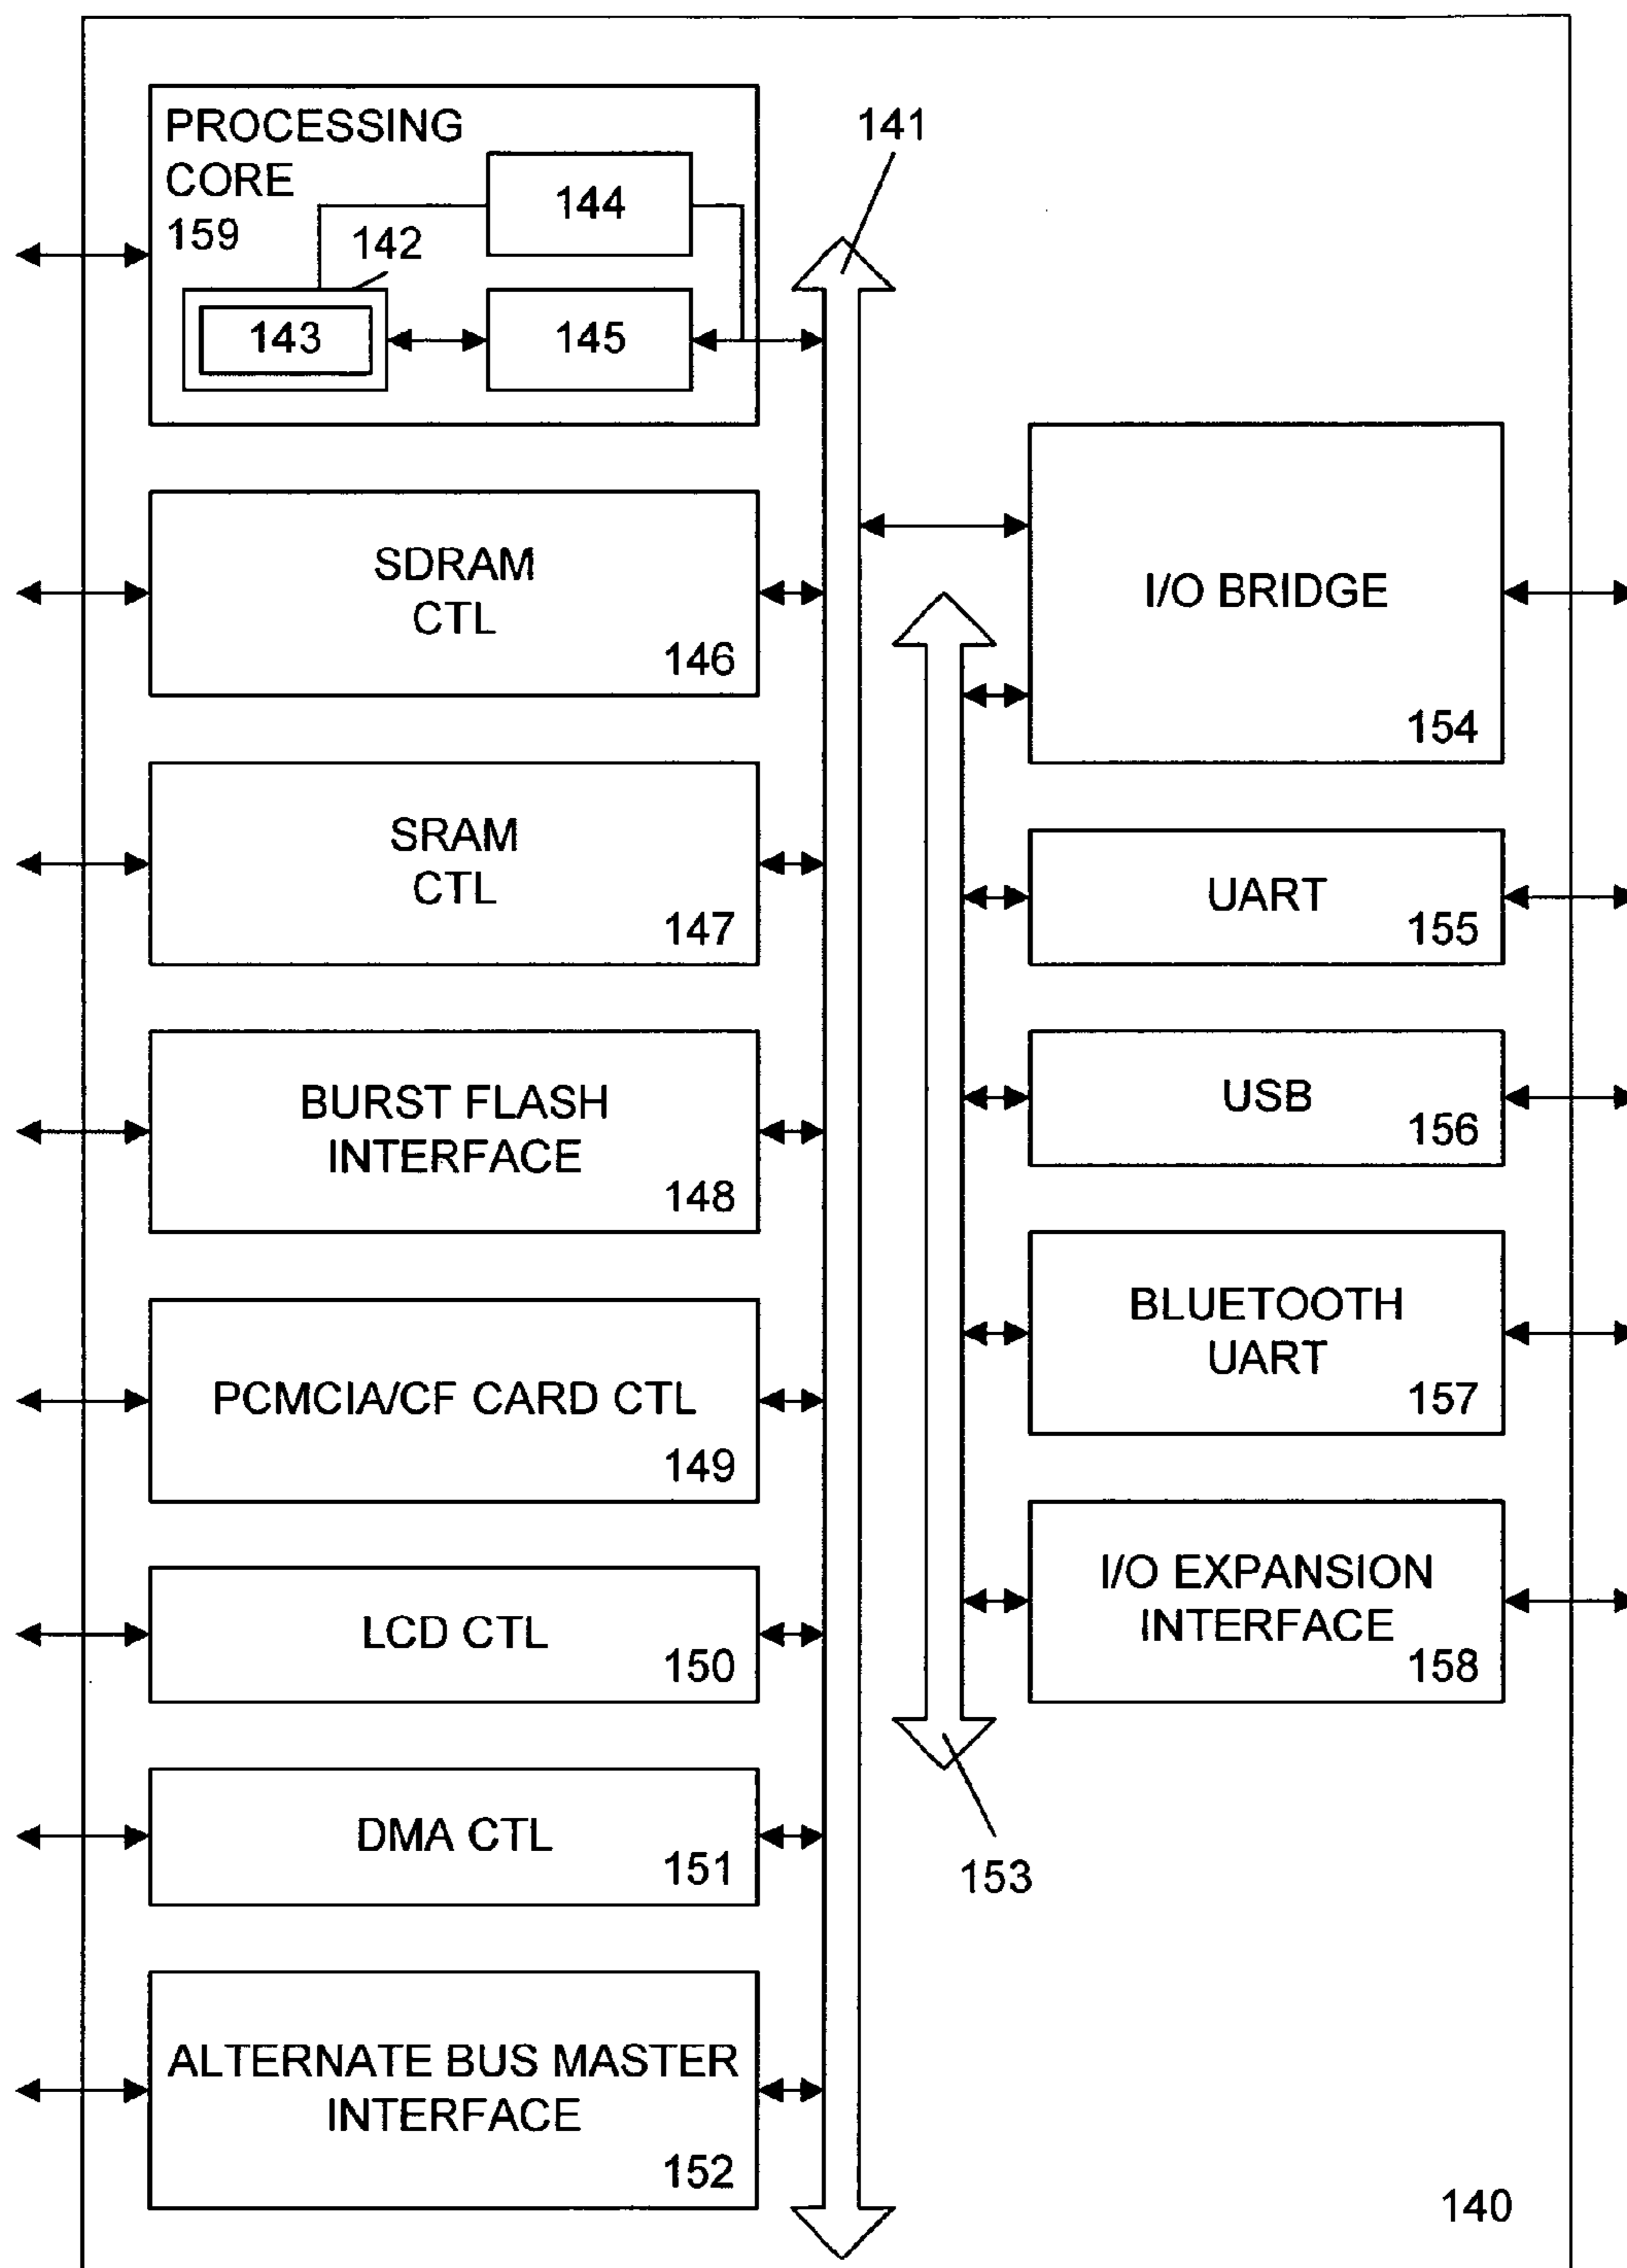 PROCESSING
CORE
159
142
144
143
145
141
SDRAM
CTL
146
SRAM
CTL
147
BURST FLASH
INTERFACE
148
PCMCIA/CF CARD CTL
149
LCD CTL
150
DMA CTL
151
ALTERNATE BUS MASTER
INTERFACE
152
I/O BRIDGE
154
UART
155
USB
156
BLUETOOTH
UART
157
I/O EXPANSION
INTERFACE
158
153
140